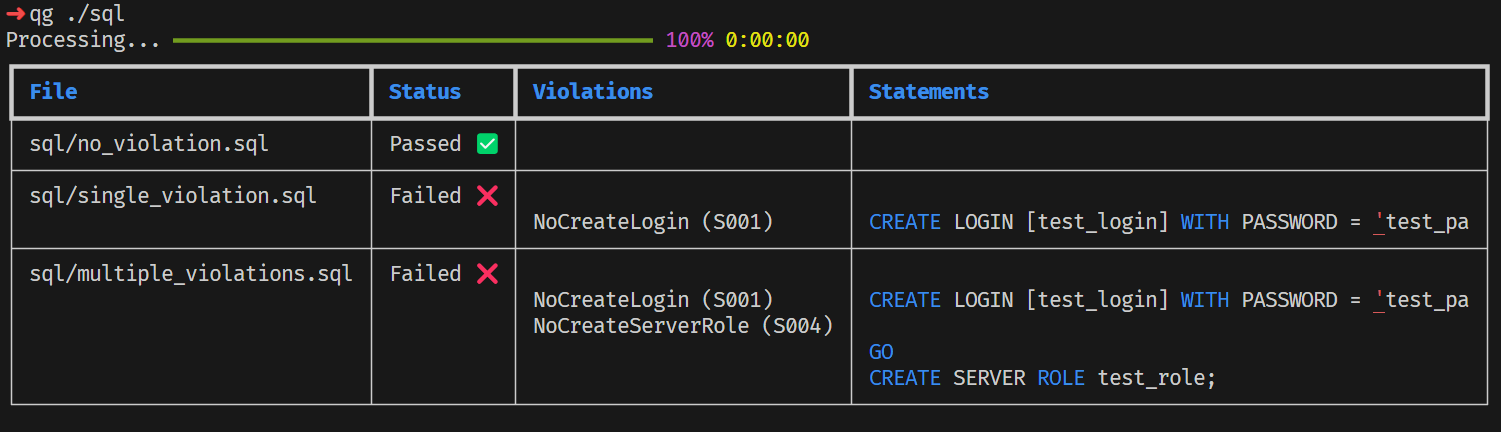 ➜ qg ./sql
Processing... 100% 0:00:00
File Status Violations Statements
sql/no_violation.sql Passed ✅
sql/single_violation.sql Failed ❌
NoCreateLogin (S001) CREATE LOGIN [test_login] WITH PASSWORD = 'test_pa
sql/multiple_violations.sql Failed ❌
NoCreateLogin (S001) CREATE LOGIN [test_login] WITH PASSWORD = 'test_pa
NoCreateServerRole (S004)
GO
CREATE SERVER ROLE test_role;